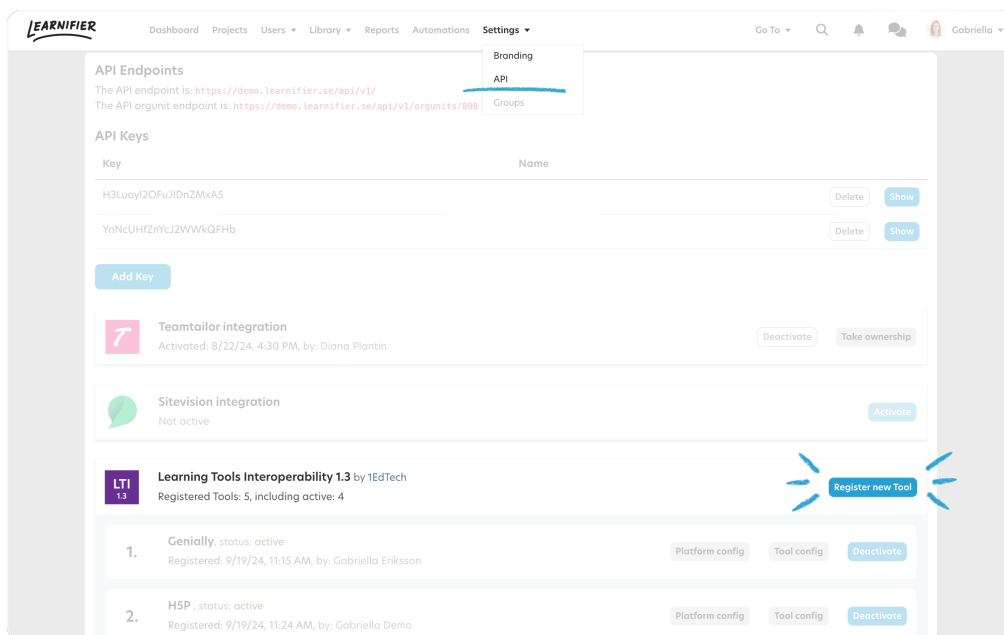 LEARNIFIER
Dashboard Projects Users Library Reports Automations Settings Go To Gabriella
Branding
API
Groups
API Endpoints
The API endpoint is: https://demo.learnifier.se/api/v1/
The API orgunit endpoint is: https://demo.learnifier.se/api/v1/orgunits/898
API Keys
Key Name
H3Luoyl2OFuJIDnZMxA5 Delete Show
YnNcUHfZnYcJ2WWkQFHb Delete Show
Add Key
Teamtailor integration
Activated: 8/22/24, 4:30 PM, by: Diana Plantin Deactivate Take ownership
Sitevision integration
Not active Activate
LTI
1.3
Learning Tools Interoperability 1.3 by 1EdTech
Registered Tools: 5, including active: 4 Register new Tool
1. Genially, status: active
Registered: 9/19/24, 11:15 AM, by: Gabriella Eriksson Platform config Tool config Deactivate
2. H5P , status: active
Registered: 9/19/24, 11:24 AM, by: Gabriella Demo Platform config Tool config Deactivate